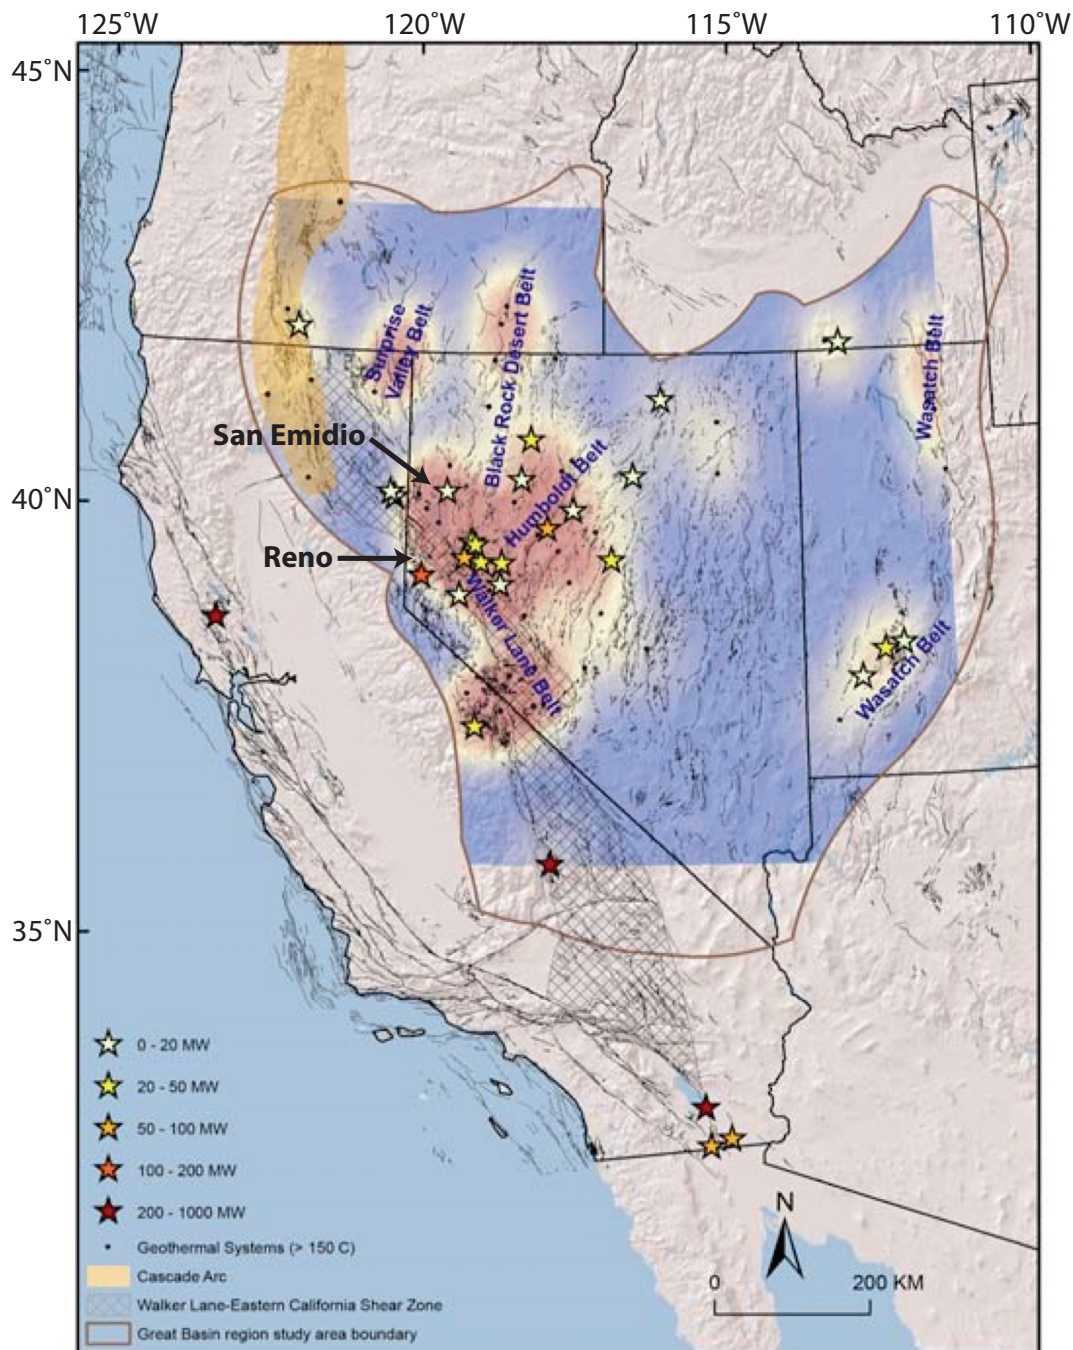 125˚W
120˚W
115˚W
110˚W
45˚N
Surprise
Valley Belt
Black Rock Desert Belt
Wasatch Belt
San Emidio
Humboldt Belt
40˚N
Reno
Walker Lane Belt
Wasatch Belt
35˚N
0 - 20 MW
20 - 50 MW
50 - 100 MW
100 - 200 MW
200 - 1000 MW
Geothermal Systems (> 150 C)
Cascade Arc
Walker Lane-Eastern California Shear Zone
Great Basin region study area boundary
N
0 200 KM